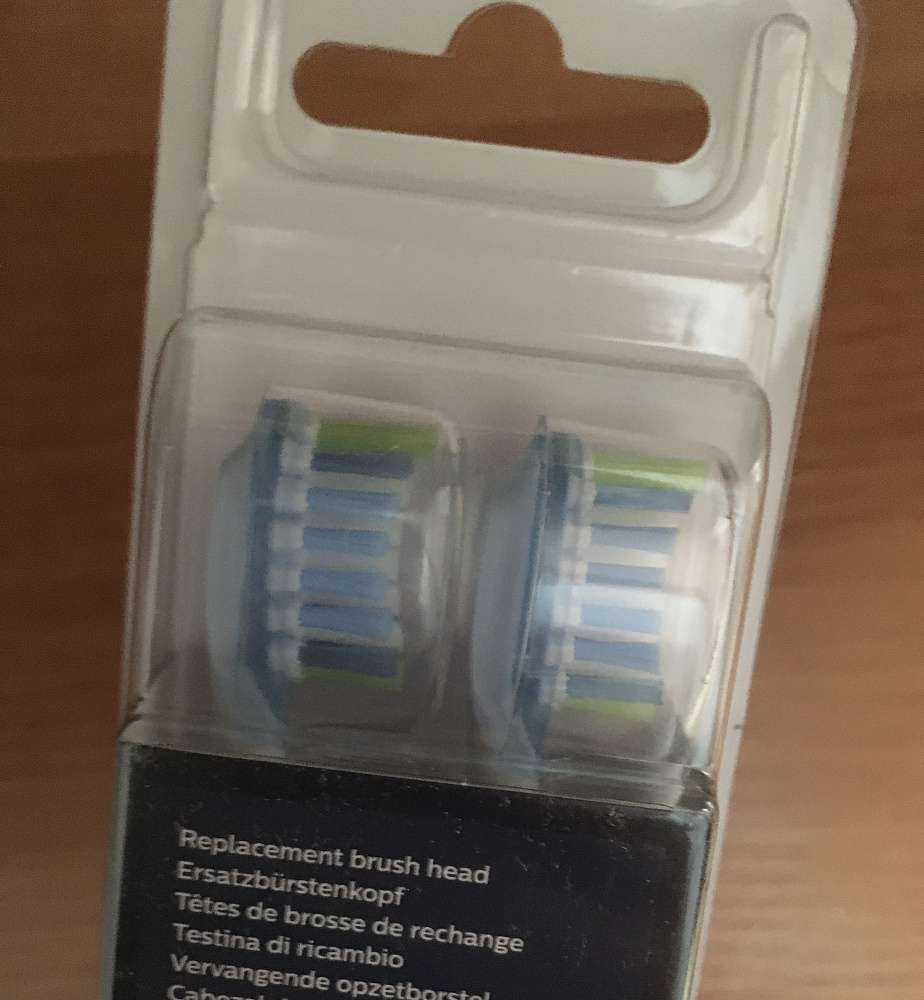 Replacement brush head
Ersatzbürstenkopf
Têtes de brosse de rechange
Testina di ricambio
Vervangende opzetborstel